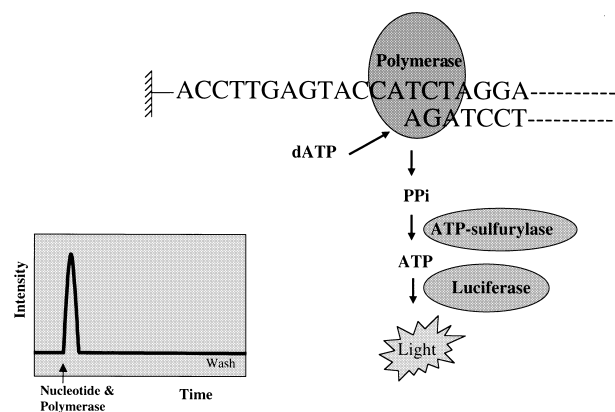 Polymerase
ACCTTGAGTACCATCTAGGA
AGATCCT
dATP
PPi
ATP-sulfurylase
ATP
Luciferase
Light
Intensity
Wash
Nucleotide &
Polymerase
Time